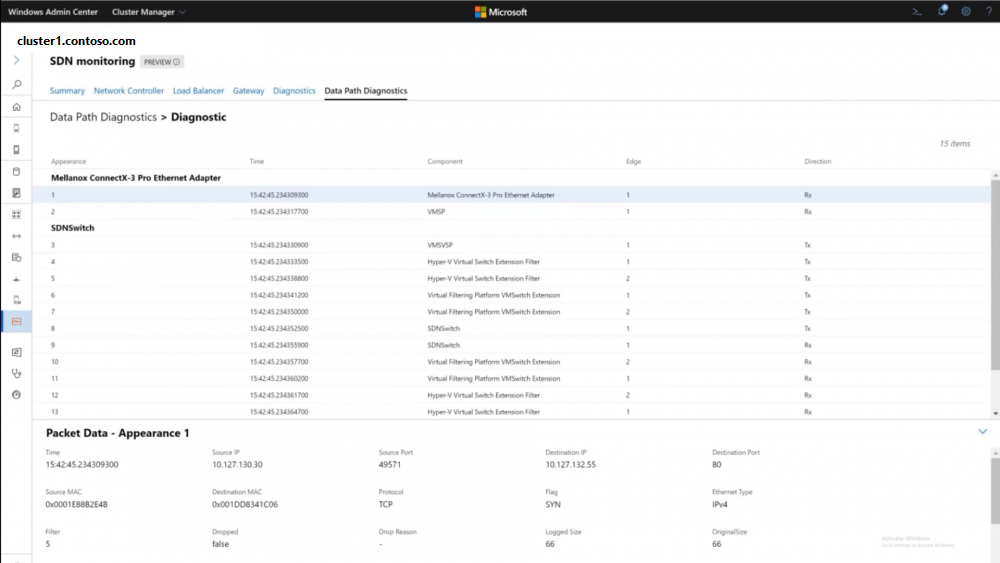 Windows Admin Center Cluster Manager Microsoft
cluster1.contoso.com
SDN monitoring PREVIEW
Summary Network Controller Load Balancer Gateway Diagnostics Data Path Diagnostics
Data Path Diagnostics > Diagnostic
15 items
Appearance Time Component Edge Direction
Mellanox ConnectX-3 Pro Ethernet Adapter
1 15:42:45.234309300 Mellanox ConnectX-3 Pro Ethernet Adapter 1 Rx
2 15:42:45.234317700 VMSP 1 Rx
SDNSwitch
3 15:42:45.234330900 VMSVSP 1 Tx
4 15:42:45.234333500 Hyper-V Virtual Switch Extension Filter 1 Tx
5 15:42:45.234338800 Hyper-V Virtual Switch Extension Filter 2 Tx
6 15:42:45.234341200 Virtual Filtering Platform VMSwitch Extension 1 Tx
7 15:42:45.234350000 Virtual Filtering Platform VMSwitch Extension 2 Tx
8 15:42:45.234352500 SDNSwitch 1 Tx
9 15:42:45.234355900 SDNSwitch 1 Rx
10 15:42:45.234357700 Virtual Filtering Platform VMSwitch Extension 2 Rx
11 15:42:45.234360200 Virtual Filtering Platform VMSwitch Extension 1 Rx
12 15:42:45.234361700 Hyper-V Virtual Switch Extension Filter 2 Rx
13 15:42:45.234364700 Hyper-V Virtual Switch Extension Filter 1 Rx
Packet Data - Appearance 1
Time Source IP Source Port Destination IP Destination Port
15:42:45.234309300 10.127.130.30 49571 10.127.132.55 80
Source MAC Destination MAC Protocol Flag Ethernet Type
0x0001E88B2E4B 0x001DD8341C06 TCP SYN IPv4
Filter Dropped Drop Reason Logged Size OriginalSize
5 false - 66 66
Activate Windows
Go to Settings to activate Windows.